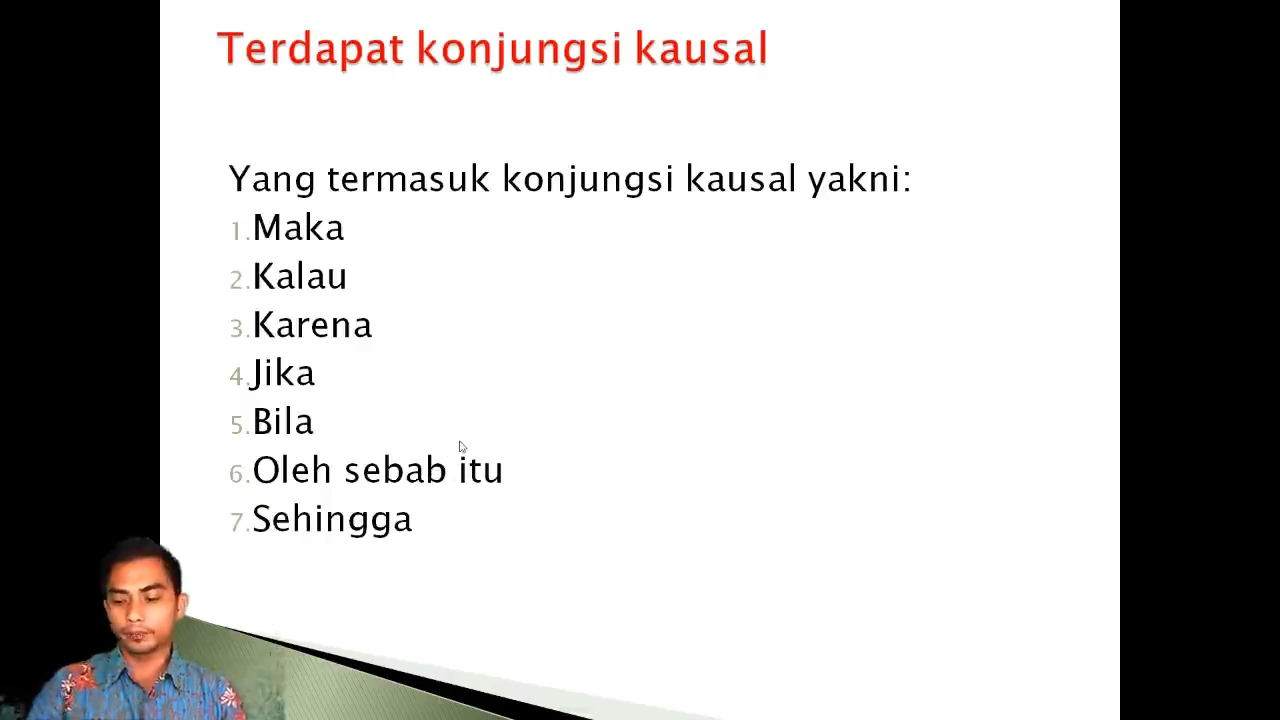 Terdapat konjungsi kausal
Yang termasuk konjungsi kausal yakni:
1.Maka
2.Kalau
3.Karena
4.Jika
5.Bila
6.Oleh sebab itu
7.Sehingga